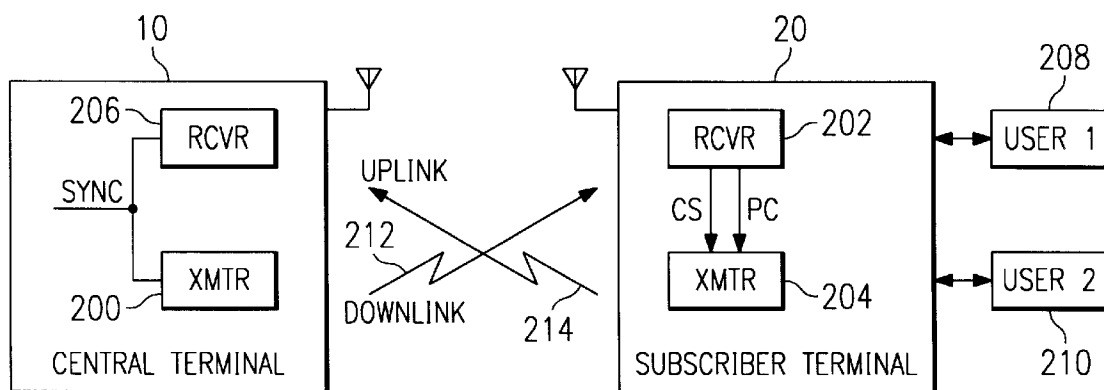 10
20
208
206
RCVR
RCVR
202
USER 1
UPLINK
SYNC
CS
PC
212
XMTR
XMTR
204
USER 2
200
DOWNLINK
214
210
CENTRAL TERMINAL
SUBSCRIBER TERMINAL